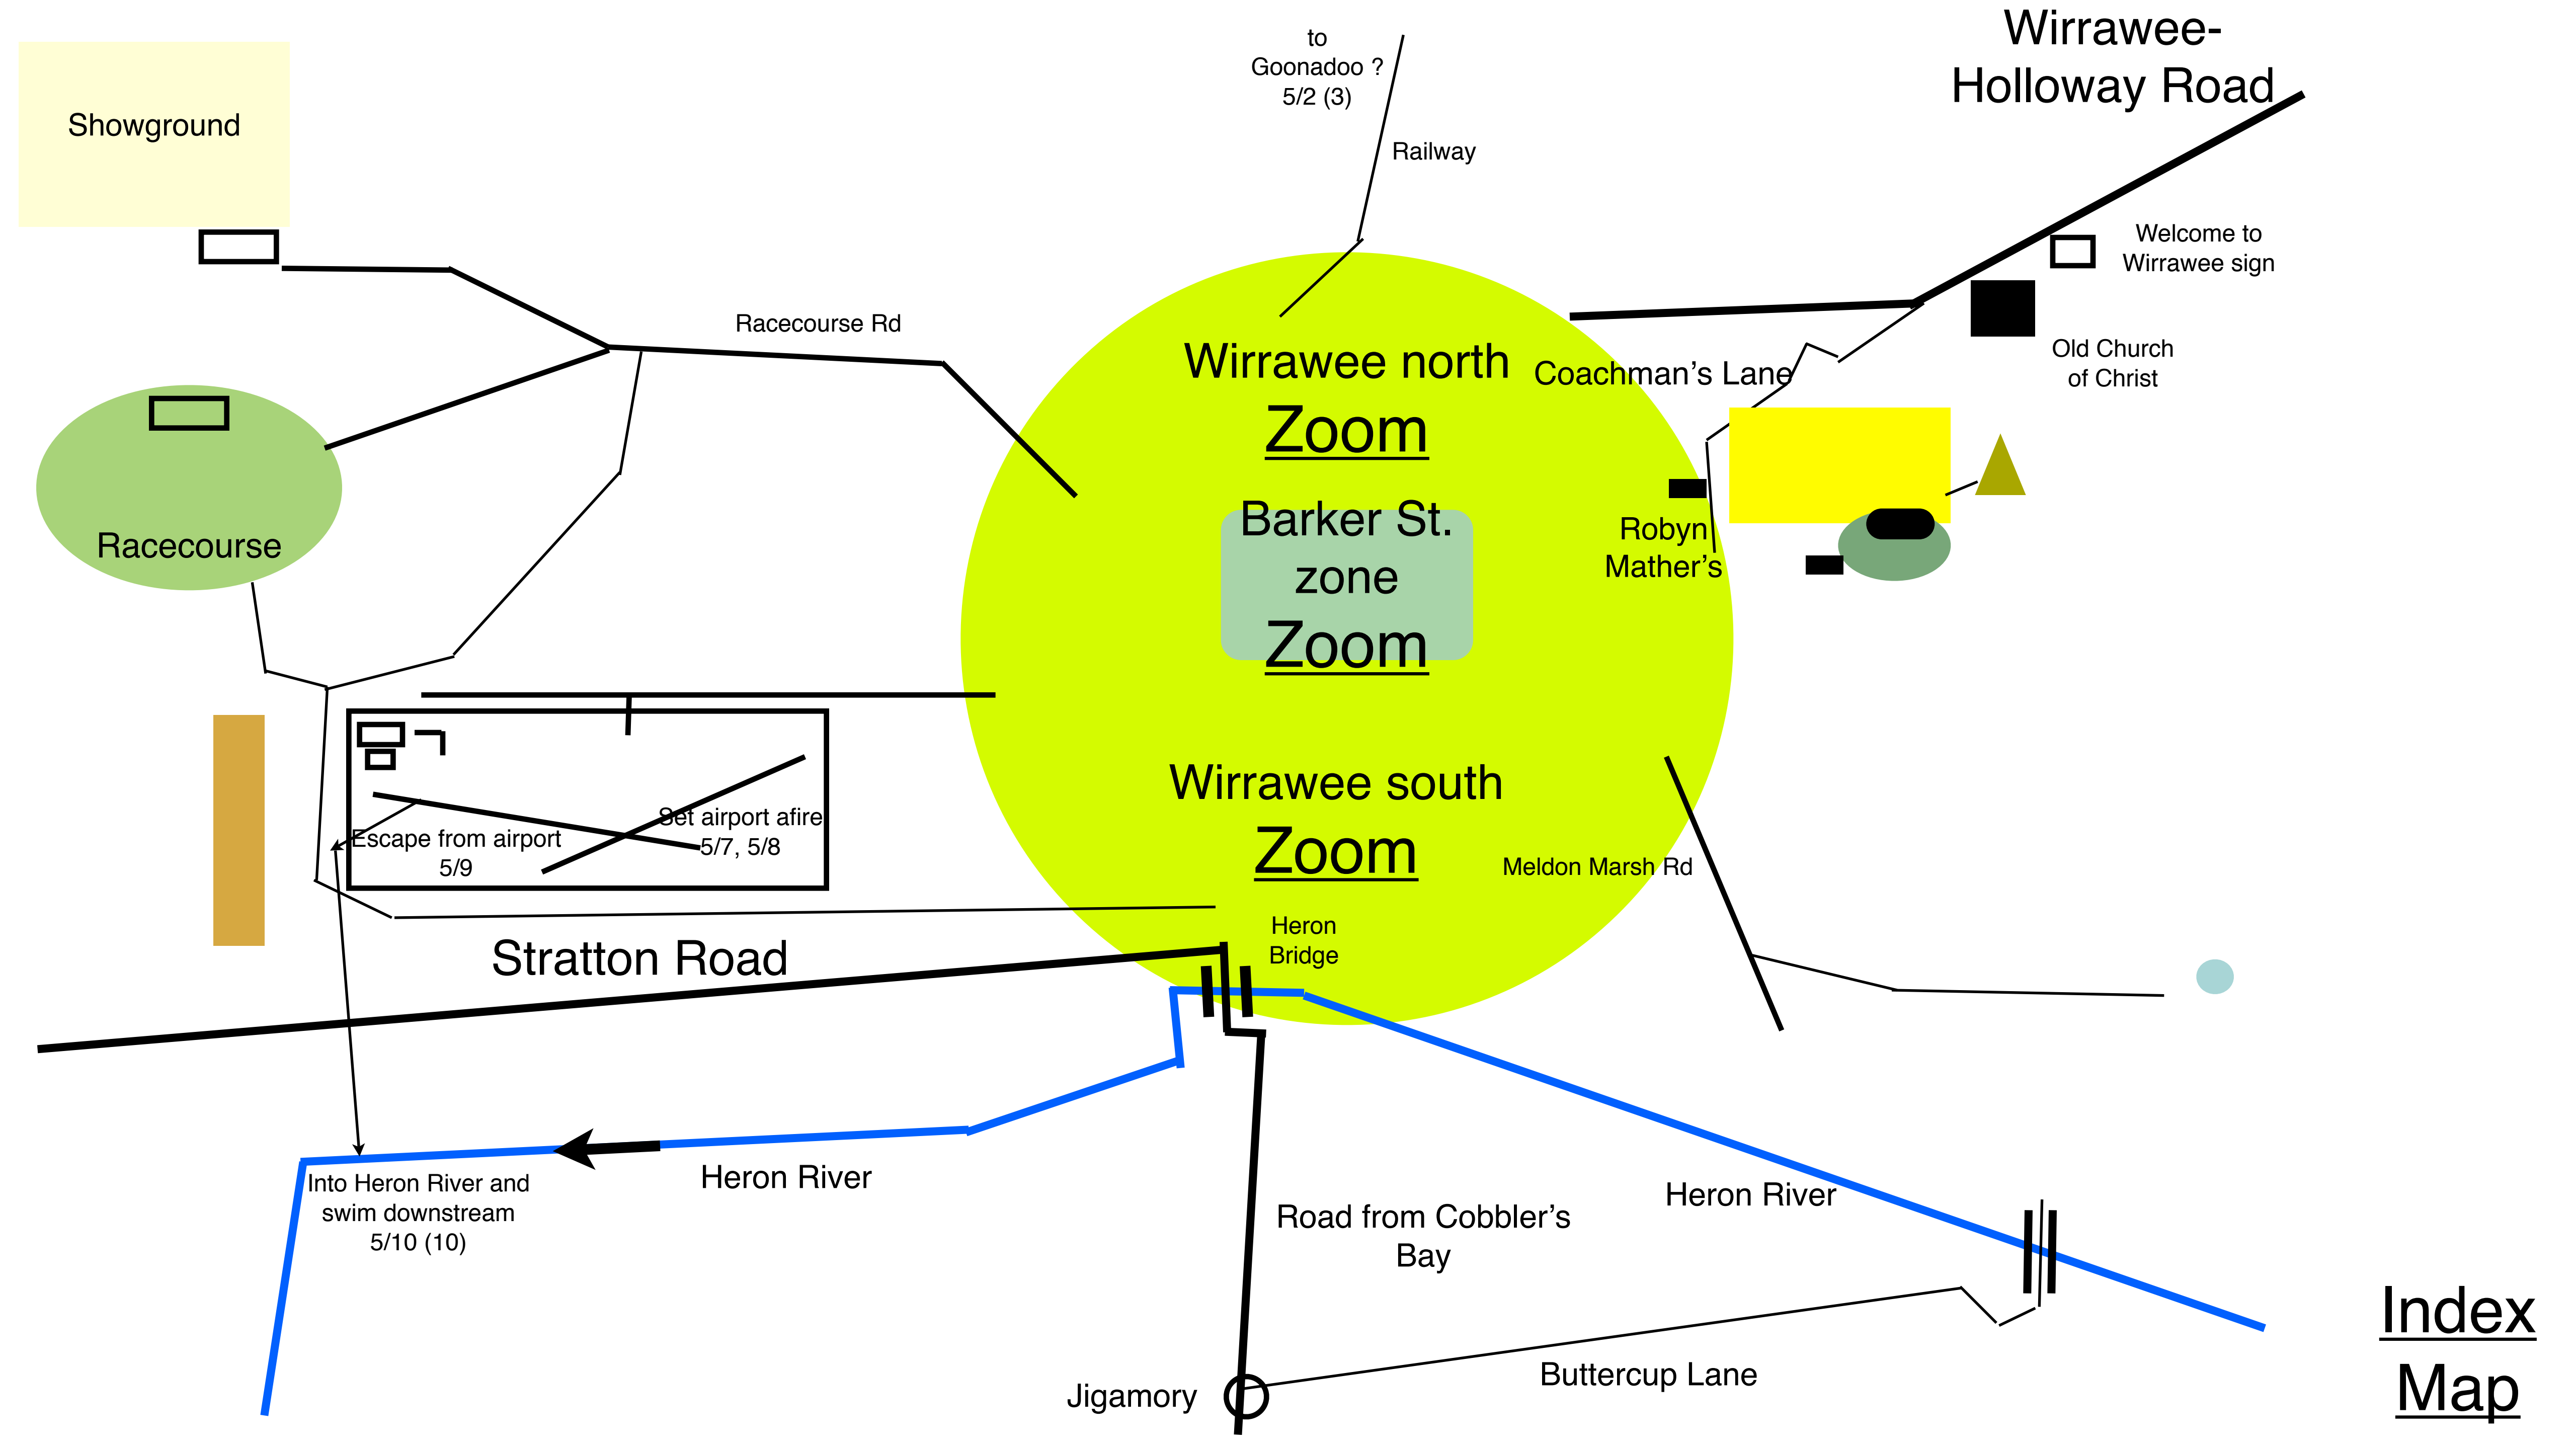 to
Goonadoo ?
5/2 (3)
Railway
Wirrawee-
Holloway Road
Showground
Welcome to
Wirrawee sign
Racecourse Rd
Old Church
of Christ
Wirrawee north
Zoom
Coachman's Lane
Barker St.
zone
Zoom
Robyn
Mather's
Racecourse
Wirrawee south
Zoom
Set airport afire
5/7, 5/8
Escape from airport
5/9
Meldon Marsh Rd
Heron
Bridge
Stratton Road
Heron River
Into Heron River and
swim downstream
5/10 (10)
Road from Cobbler's
Bay
Heron River
Buttercup Lane
Jigamory
Index
Map